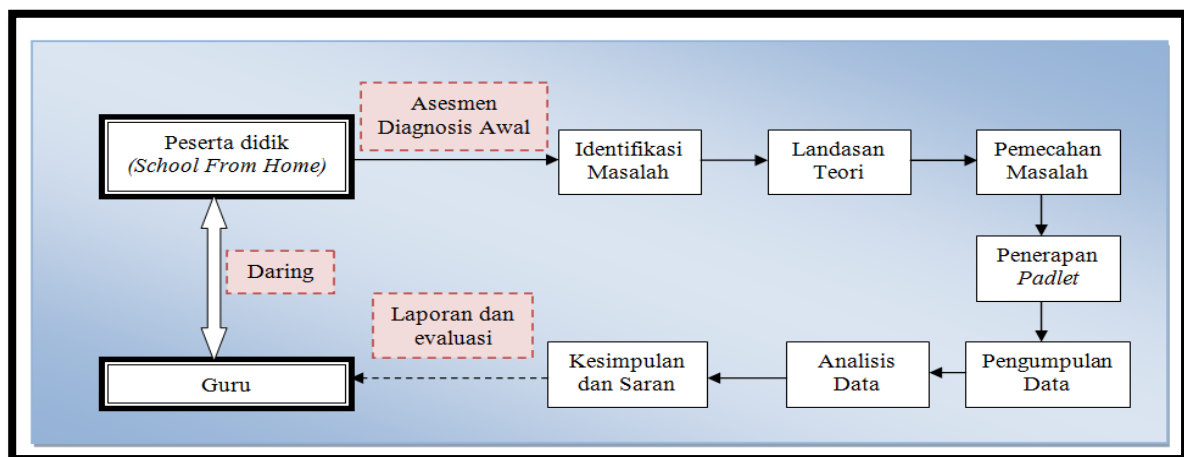 Asesmen
Diagnosis Awal
Peserta didik
(School From Home)
Identifikasi
Masalah
Landasan
Teori
Pemecahan
Masalah
Daring
Penerapan
Padlet
Laporan dan
evaluasi
Guru
Kesimpulan
dan Saran
Analisis
Data
Pengumpulan
Data